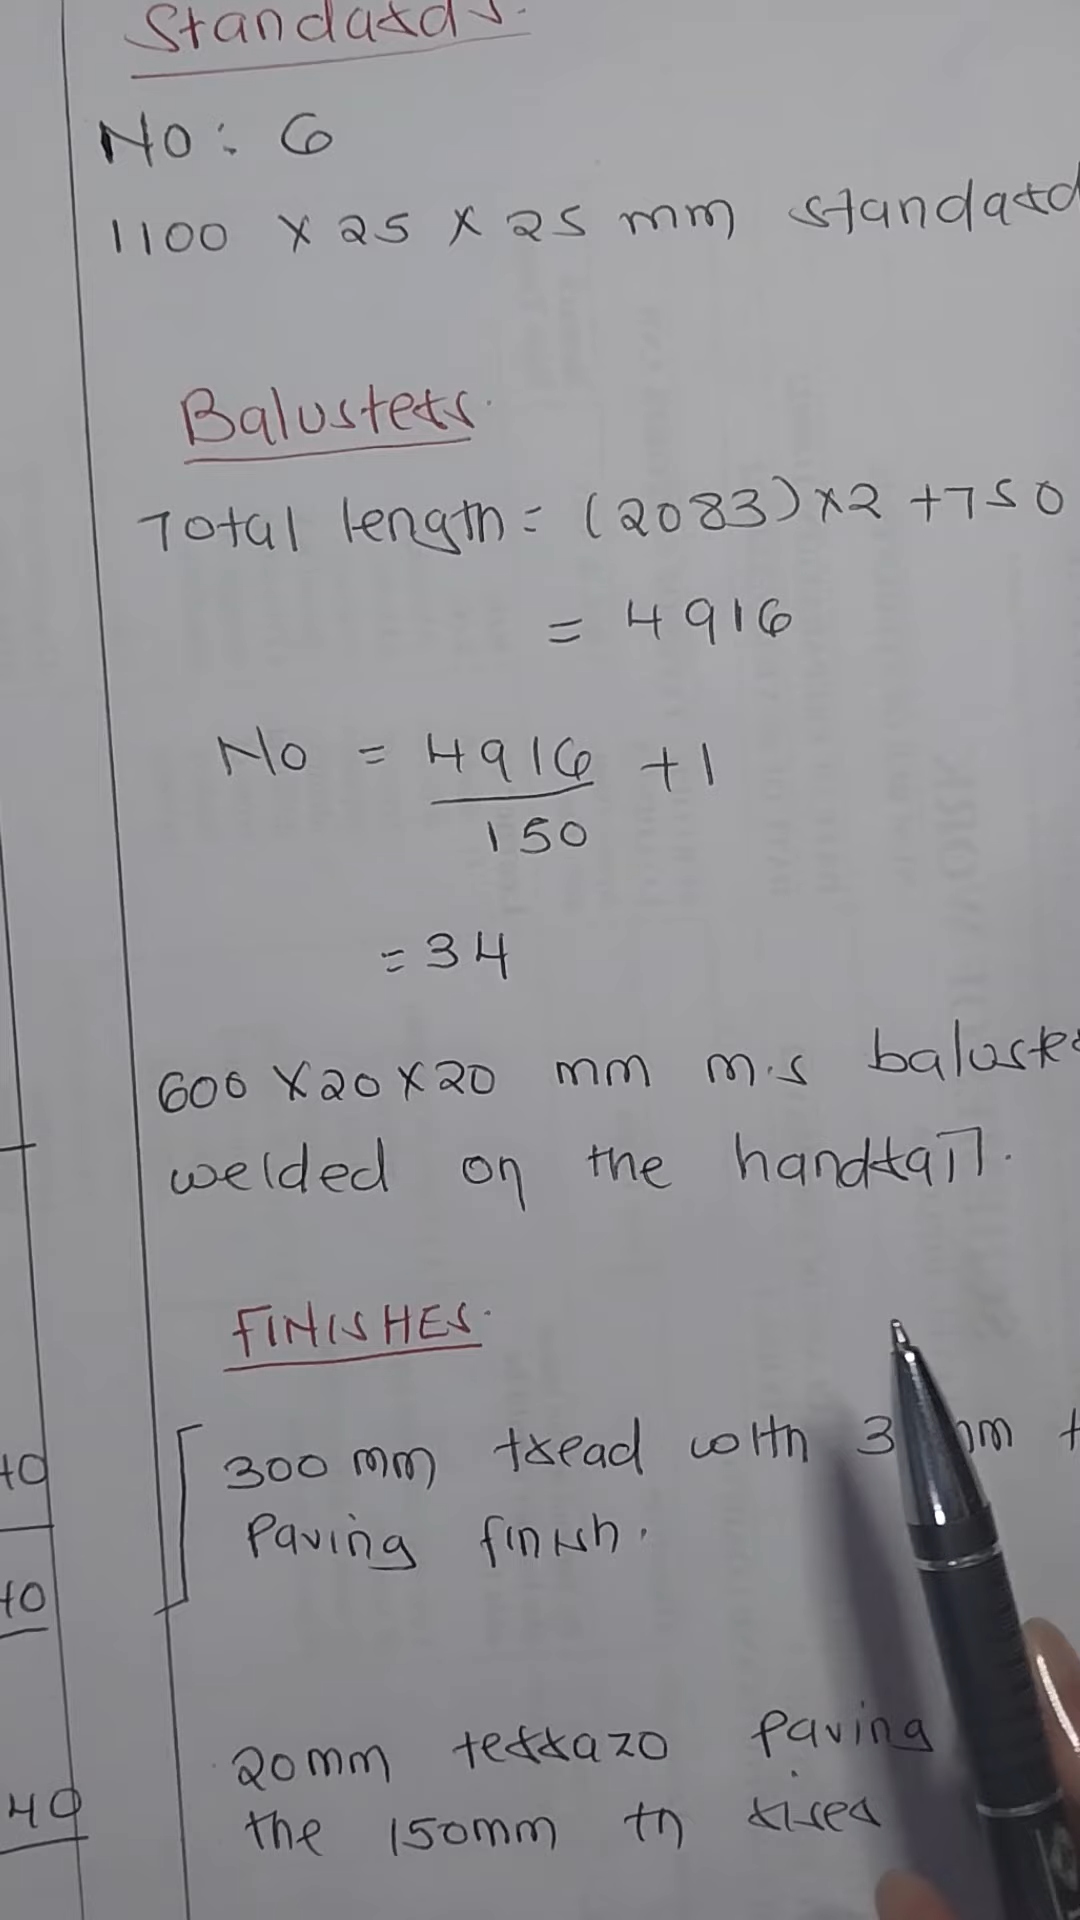 Standards.
No: 6
1100 x 25 x 25 mm standard
Balusters.
Total length = (2083) x 2 + 750
= 4916
No = 4916 + 1
150
= 34
600 x 20 x 20 mm m.s
welded on the handrail.
FINISHES.
300 mm tread with
Paving finish.
20mm terrazo paving
the 150mm th riser
40